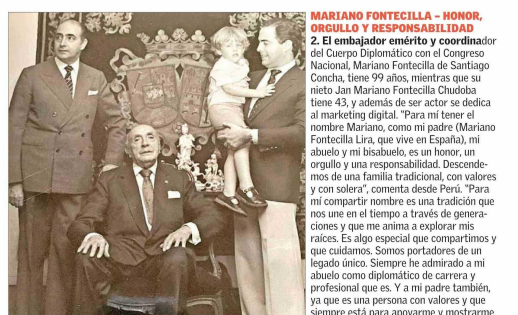 MARIANO FONTECILLA – HONOR,
ORGULLO Y RESPONSABILIDAD
2. El embajador emérito y coordinador
del Cuerpo Diplomático con el Congreso
Nacional, Mariano Fontecilla de Santiago
Concha, tiene 99 años, mientras que su
nieto Jan Mariano Fontecilla Chudoba
tiene 43, y además de ser actor se dedica
al marketing digital. "Para mí tener el
nombre Mariano, como mi padre (Mariano
Fontecilla Lira, que vive en España), mi
abuelo y mi bisabuelo, es un honor, un
orgullo y una responsabilidad. Descende-
mos de una familia tradicional, con valores
y con solera", comenta desde Perú. "Para
mí compartir nombre es una tradición que
nos une en el tiempo a través de genera-
ciones y que me anima a explorar mis
raíces. Es algo especial que compartimos y
que cuidamos. Somos portadores de un
legado único. Siempre he admirado a mi
abuelo como diplomático de carrera y
profesional que es. Y a mi padre también,
ya que es una persona con valores y que
siempre está para apoyarme y mostrarme